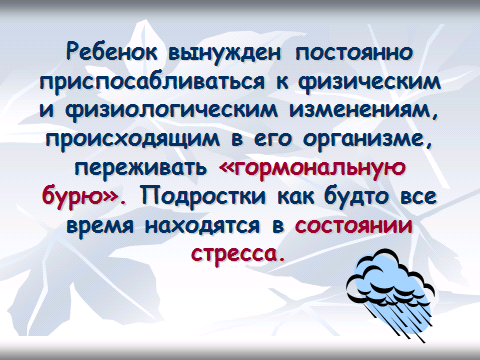 Ребенок вынужден постоянно
приспосабливаться к физическим
и физиологическим изменениям,
происходящим в его организме,
переживать «гормональную
бурю». Подростки как будто все
время находятся в состоянии
стресса.